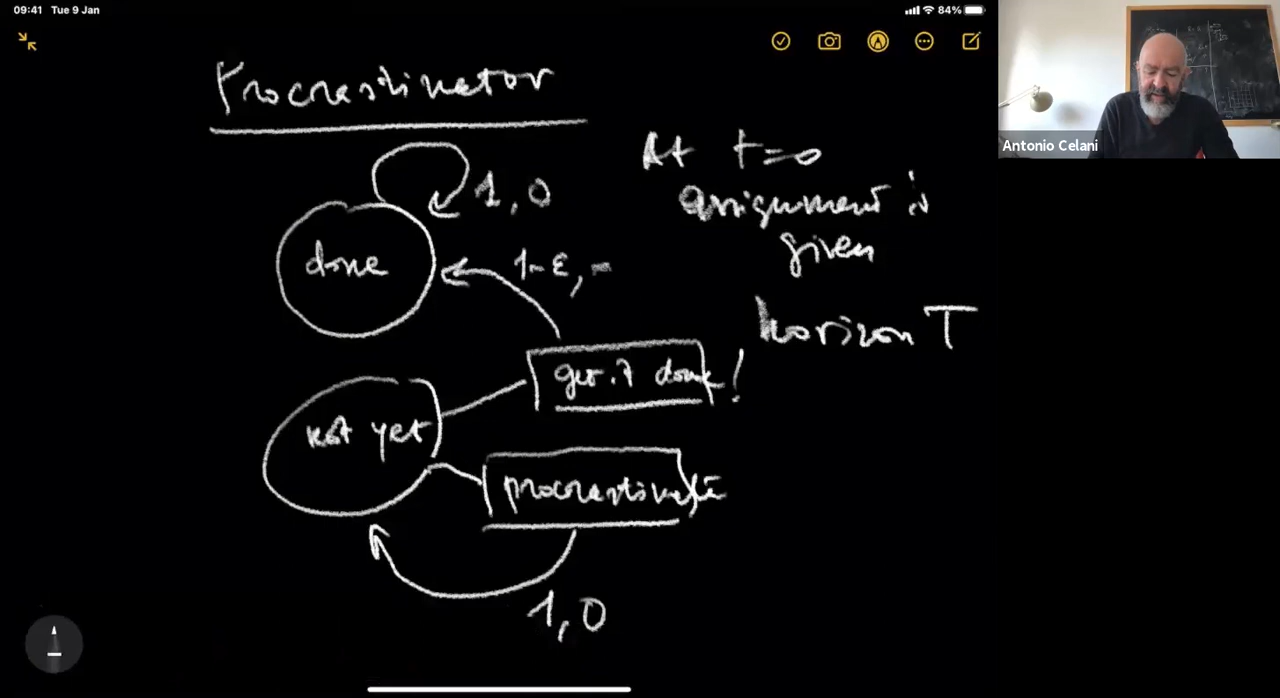 09:41 Tue 9 Jan
84%
Procrastinator
At t=0
assignment is
given
horizon T
1, 0
done
1-ε, -
get it done!
not yet
procrastinate
1, 0
Antonio Celani